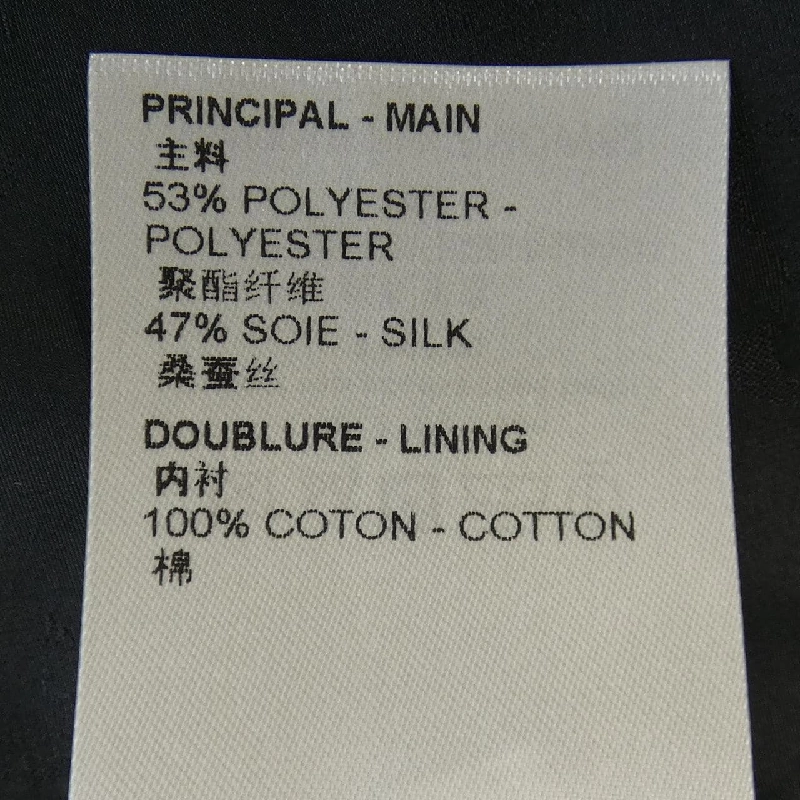 PRINCIPAL - MAIN
主料
53% POLYESTER -
POLYESTER
聚酯纤维
47% SOIE - SILK
桑蚕丝
DOUBLURE - LINING
内衬
100% COTON - COTTON
棉